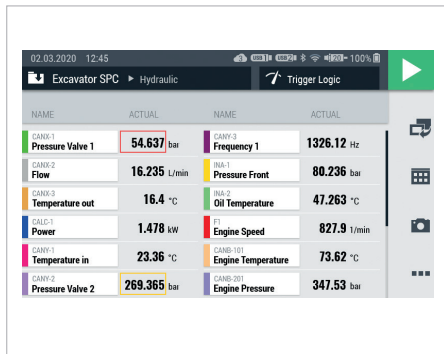 02.03.2020 12:45 3 USB1 USB2 20 100%
Excavator SPC ▶ Hydraulic Trigger Logic
NAME ACTUAL NAME ACTUAL
CANX-1 CANY-3
Pressure Valve 1 54.637 bar Frequency 1 1326.12 Hz
CANX-2 INA-1
Flow 16.235 L/min Pressure Front 80.236 bar
CANX-3 INA-2
Temperature out 16.4 °C Oil Temperature 47.263 °C
CALC-1 F1
Power 1.478 kW Engine Speed 827.9 1/min
CANY-1 CANB-101
Temperature in 23.36 °C Engine Temperature 73.62 °C
CANY-2 CANB-201
Pressure Valve 2 269.365 bar Engine Pressure 347.53 bar